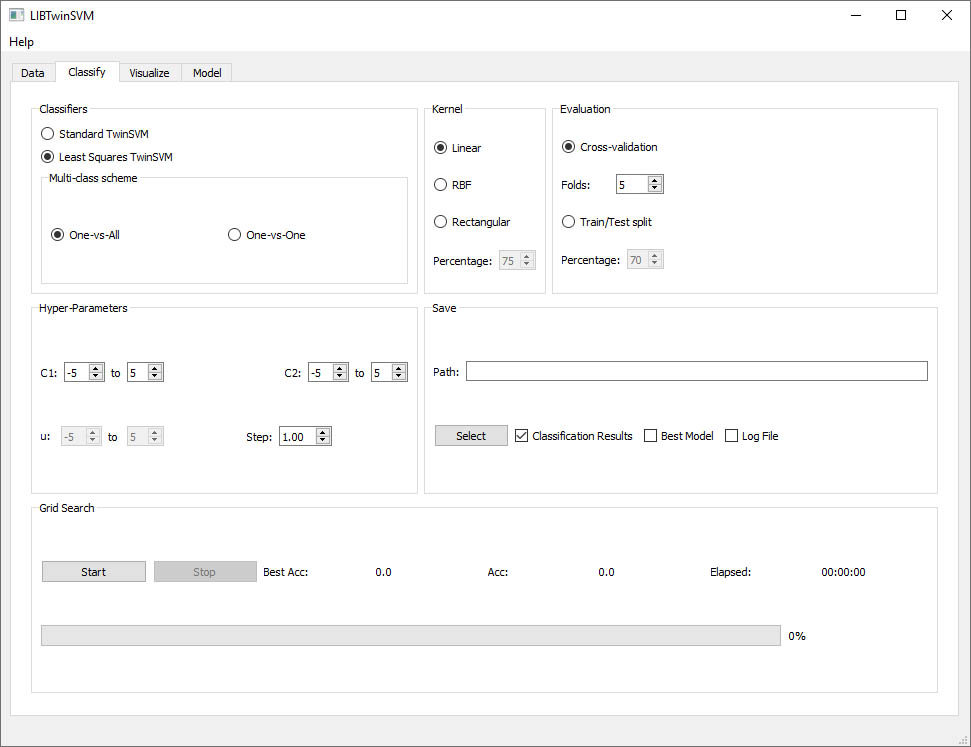 LIBTwinSVM
Help
Data Classify Visualize Model
Classifiers
Standard TwinSVM
Least Squares TwinSVM
Multi-class scheme
One-vs-All One-vs-One
Kernel
Linear
RBF
Rectangular
Percentage: 75
Evaluation
Cross-validation
Folds: 5
Train/Test split
Percentage: 70
Hyper-Parameters
C1: -5 to 5 C2: -5 to 5
u: -5 to 5 Step: 1.00
Save
Path:
Select Classification Results Best Model Log File
Grid Search
Start Stop Best Acc: 0.0 Acc: 0.0 Elapsed: 00:00:00
0%